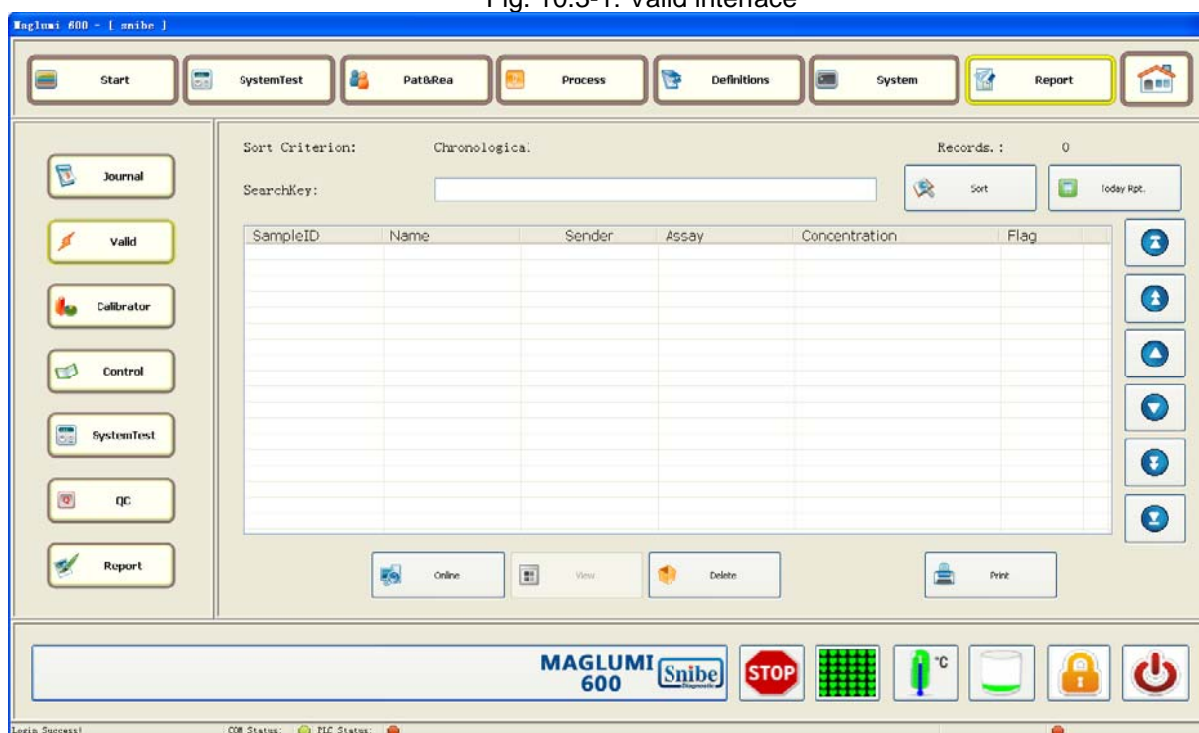 Fig. 10.3-1: Valid interface
Maglumi 600 - [ snibe ]
Start SystemTest Pat&Rea Process Definitions System Report
Journal
Valid
Calibrator
Control
SystemTest
QC
Report
Sort Criterion: Chronological
Records. : 0
SearchKey:
Sort
Today Rpt.
SampleID Name Sender Assay Concentration Flag
Online View Delete Print
MAGLUMI
600
Snibe
Diagnostic
STOP
°C
Login Success! COM Status: PLC Status: